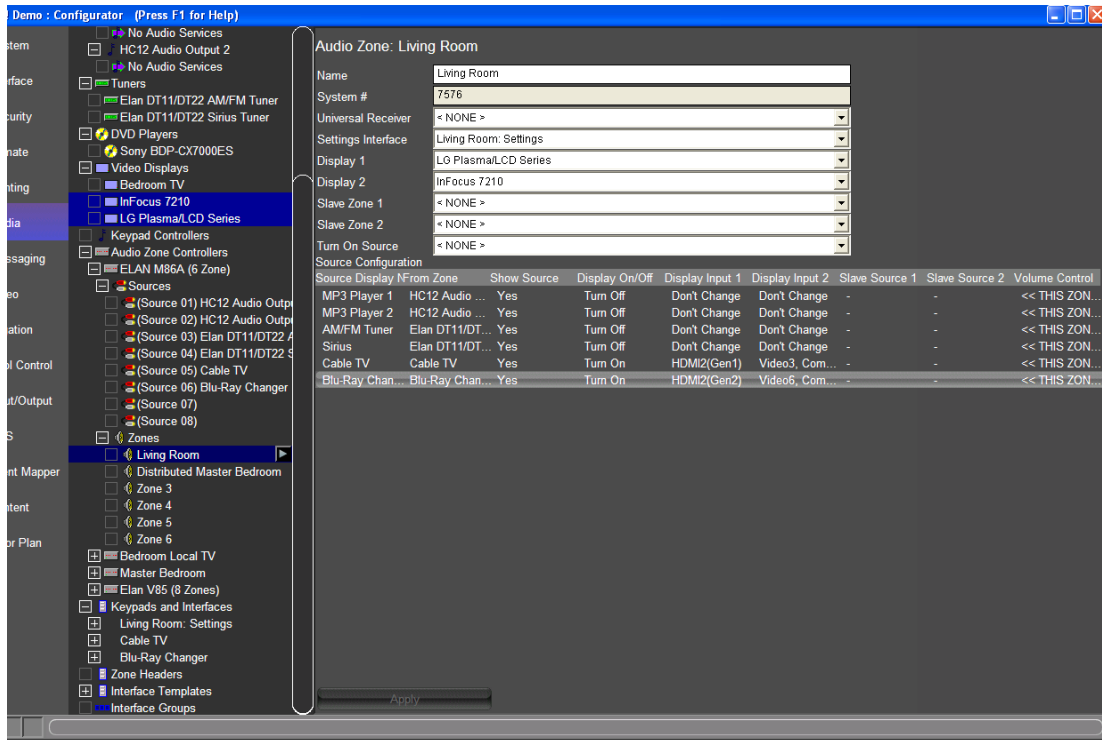 ! Demo : Configurator (Press F1 for Help)
stem
rface
curity
nate
nting
dia
ssaging
eo
ation
ol Control
ut/Output
S
nt Mapper
ntent
or Plan
No Audio Services
HC12 Audio Output 2
No Audio Services
Tuners
Elan DT11/DT22 AM/FM Tuner
Elan DT11/DT22 Sirius Tuner
DVD Players
Sony BDP-CX7000ES
Video Displays
Bedroom TV
InFocus 7210
LG Plasma/LCD Series
Keypad Controllers
Audio Zone Controllers
ELAN M86A (6 Zone)
Sources
(Source 01) HC12 Audio Outpu
(Source 02) HC12 Audio Outpu
(Source 03) Elan DT11/DT22 A
(Source 04) Elan DT11/DT22 S
(Source 05) Cable TV
(Source 06) Blu-Ray Changer
(Source 07)
(Source 08)
Zones
Living Room
Distributed Master Bedroom
Zone 3
Zone 4
Zone 5
Zone 6
Bedroom Local TV
Master Bedroom
Elan V85 (8 Zones)
Keypads and Interfaces
Living Room: Settings
Cable TV
Blu-Ray Changer
Zone Headers
Interface Templates
Interface Groups
Audio Zone: Living Room
Name Living Room
System # 7576
Universal Receiver < NONE >
Settings Interface Living Room: Settings
Display 1 LG Plasma/LCD Series
Display 2 InFocus 7210
Slave Zone 1 < NONE >
Slave Zone 2 < NONE >
Turn On Source < NONE >
Source Configuration
Source Display N From Zone Show Source Display On/Off Display Input 1 Display Input 2 Slave Source 1 Slave Source 2 Volume Control
MP3 Player 1 HC12 Audio ... Yes Turn Off Don't Change Don't Change - - << THIS ZON...
MP3 Player 2 HC12 Audio ... Yes Turn Off Don't Change Don't Change - - << THIS ZON...
AM/FM Tuner Elan DT11/DT... Yes Turn Off Don't Change Don't Change - - << THIS ZON...
Sirius Elan DT11/DT... Yes Turn Off Don't Change Don't Change - - << THIS ZON...
Cable TV Cable TV Yes Turn On HDMI2(Gen1) Video3, Com... - - << THIS ZON...
Blu-Ray Chan... Blu-Ray Chan... Yes Turn On HDMI2(Gen2) Video6, Com... - - << THIS ZON...
Apply